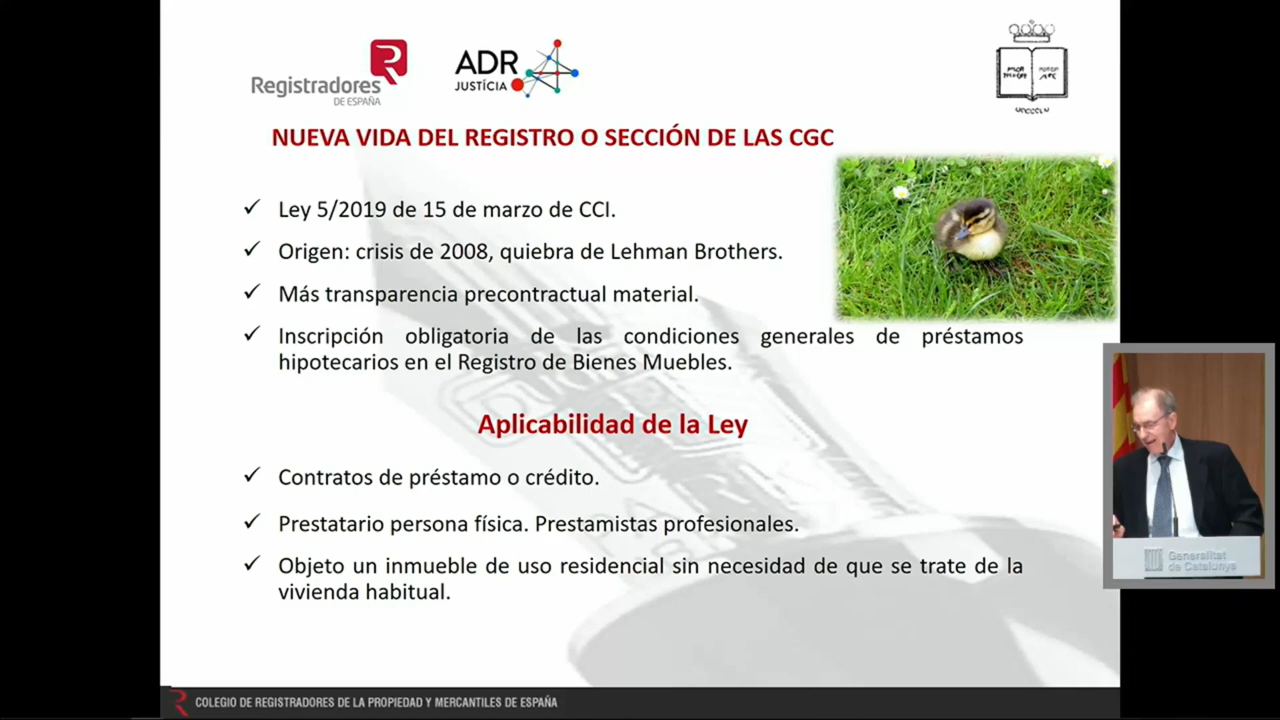 Registradores
DE ESPAÑA
ADR
JUSTÍCIA
NUEVA VIDA DEL REGISTRO O SECCIÓN DE LAS CGC
Ley 5/2019 de 15 de marzo de CCI.
Origen: crisis de 2008, quiebra de Lehman Brothers.
Más transparencia precontractual material.
Inscripción obligatoria de las condiciones generales de préstamos
hipotecarios en el Registro de Bienes Muebles.
Aplicabilidad de la Ley
Contratos de préstamo o crédito.
Prestatario persona física. Prestamistas profesionales.
Objeto un inmueble de uso residencial sin necesidad de que se trate de la
vivienda habitual.
Generalitat
de Catalunya
COLEGIO DE REGISTRADORES DE LA PROPIEDAD Y MERCANTILES DE ESPAÑA